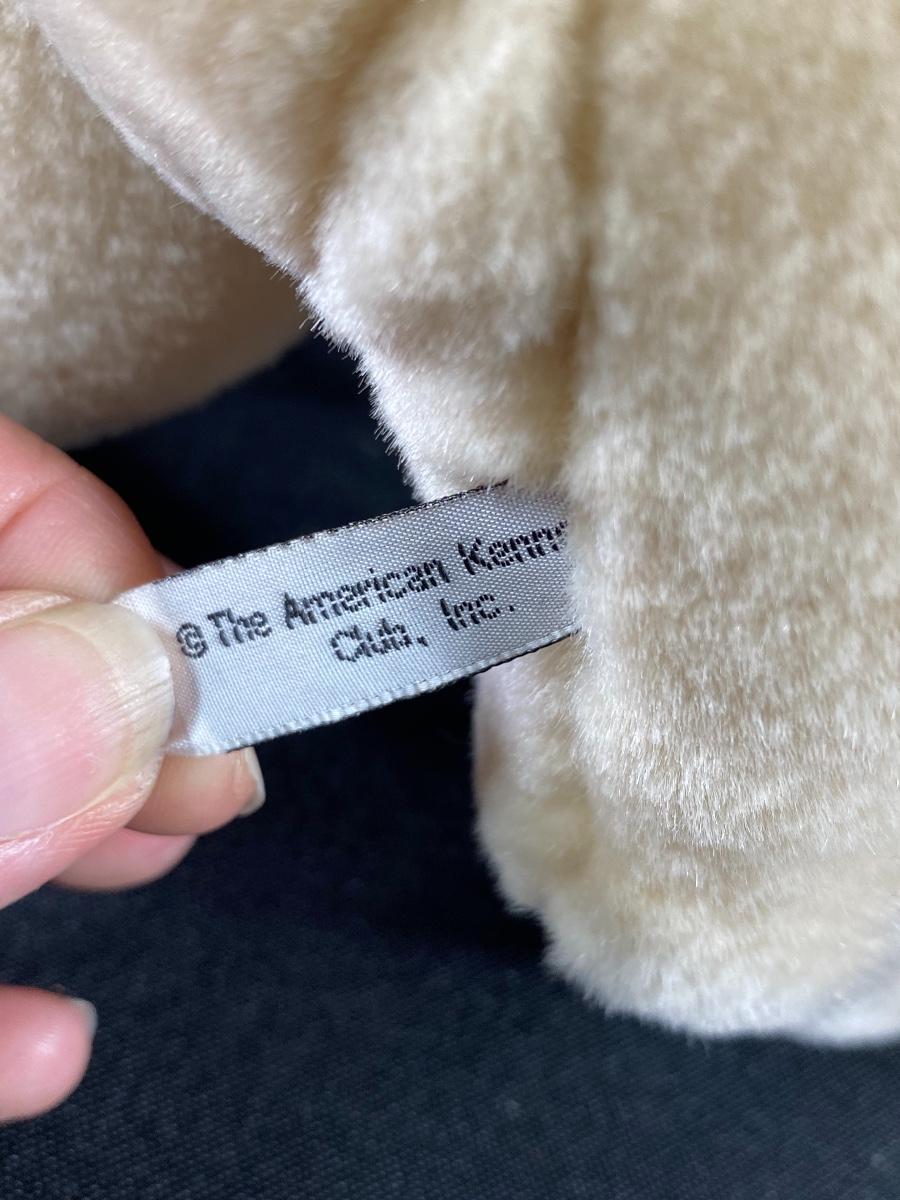 © The American Kenn
Club, Inc.